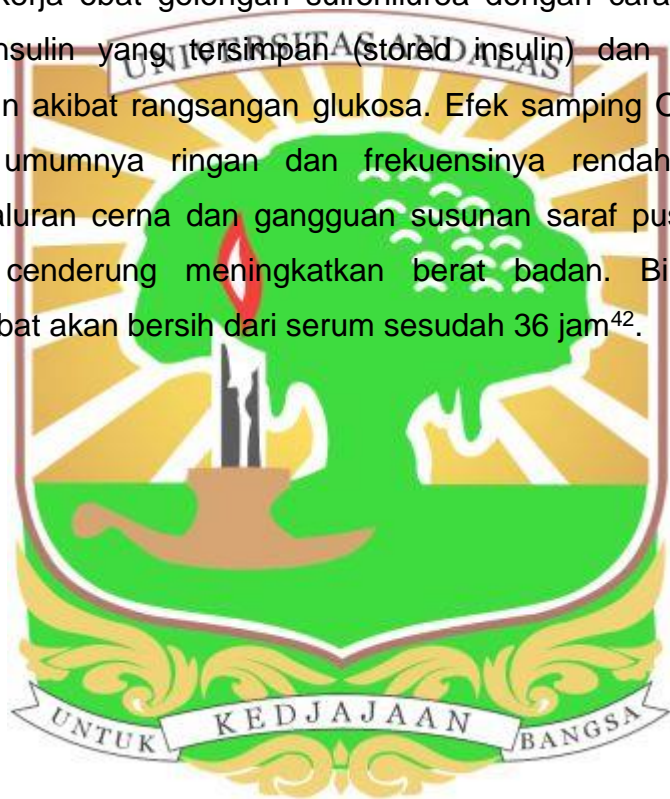 kerja obat golongan sulfonilurea dengan cara
nsulin yang tersimpan (stored insulin) dan
UNIVERSITAS ANDALAS
n akibat rangsangan glukosa. Efek samping
umumnya ringan dan frekuensinya rendah
aluran cerna dan gangguan susunan saraf pus
cenderung meningkatkan berat badan. Bi
bat akan bersih dari serum sesudah 36 jam⁴².
UNTUK KEDJAJAAN BANGSA